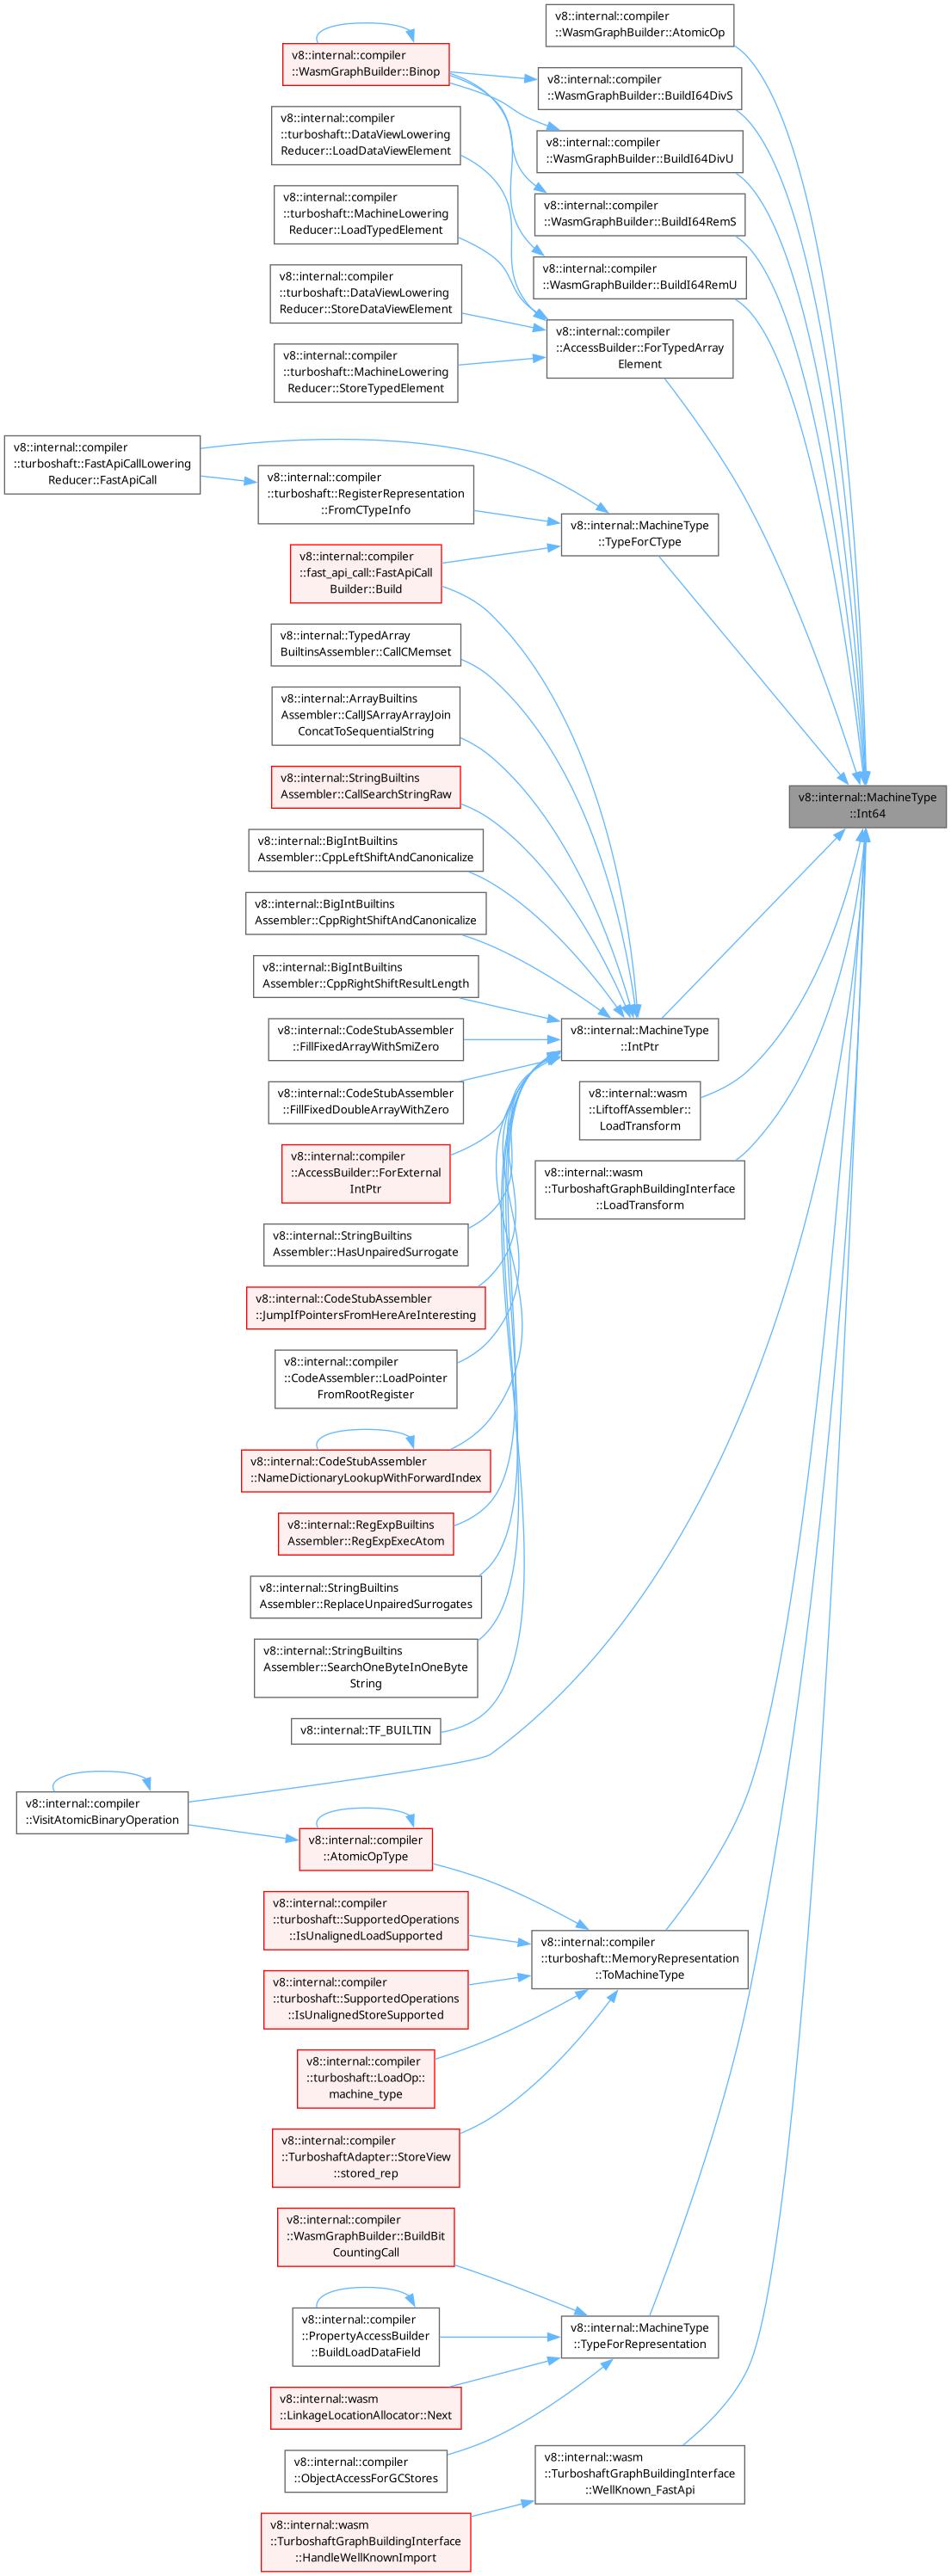 v8::internal::compiler
::WasmGraphBuilder::AtomicOp
v8::internal::compiler
::WasmGraphBuilder::Binop
v8::internal::compiler
::WasmGraphBuilder::BuildI64DivS
v8::internal::compiler
::turboshaft::DataViewLowering
Reducer::LoadDataViewElement
v8::internal::compiler
::WasmGraphBuilder::BuildI64DivU
v8::internal::compiler
::turboshaft::MachineLowering
Reducer::LoadTypedElement
v8::internal::compiler
::WasmGraphBuilder::BuildI64RemS
v8::internal::compiler
::WasmGraphBuilder::BuildI64RemU
v8::internal::compiler
::turboshaft::DataViewLowering
Reducer::StoreDataViewElement
v8::internal::compiler
::AccessBuilder::ForTypedArray
Element
v8::internal::compiler
::turboshaft::MachineLowering
Reducer::StoreTypedElement
v8::internal::compiler
::turboshaft::FastApiCallLowering
Reducer::FastApiCall
v8::internal::compiler
::turboshaft::RegisterRepresentation
::FromCTypeInfo
v8::internal::MachineType
::TypeForCType
v8::internal::compiler
::fast_api_call::FastApiCall
Builder::Build
v8::internal::TypedArray
BuiltinsAssembler::CallCMemset
v8::internal::ArrayBuiltins
Assembler::CallJSArrayArrayJoin
ConcatToSequentialString
v8::internal::StringBuiltins
Assembler::CallSearchStringRaw
v8::internal::MachineType
::Int64
v8::internal::BigIntBuiltins
Assembler::CppLeftShiftAndCanonicalize
v8::internal::BigIntBuiltins
Assembler::CppRightShiftAndCanonicalize
v8::internal::BigIntBuiltins
Assembler::CppRightShiftResultLength
v8::internal::CodeStubAssembler
::FillFixedArrayWithSmiZero
v8::internal::MachineType
::IntPtr
v8::internal::CodeStubAssembler
::FillFixedDoubleArrayWithZero
v8::internal::wasm
::LiftoffAssembler::
LoadTransform
v8::internal::compiler
::AccessBuilder::ForExternal
IntPtr
v8::internal::wasm
::TurboshaftGraphBuildingInterface
::LoadTransform
v8::internal::StringBuiltins
Assembler::HasUnpairedSurrogate
v8::internal::CodeStubAssembler
::JumpIfPointersFromHereAreInteresting
v8::internal::compiler
::CodeAssembler::LoadPointer
FromRootRegister
v8::internal::CodeStubAssembler
::NameDictionaryLookupWithForwardIndex
v8::internal::RegExpBuiltins
Assembler::RegExpExecAtom
v8::internal::StringBuiltins
Assembler::ReplaceUnpairedSurrogates
v8::internal::StringBuiltins
Assembler::SearchOneByteInOneByte
String
v8::internal::TF_BUILTIN
v8::internal::compiler
::VisitAtomicBinaryOperation
v8::internal::compiler
::AtomicOpType
v8::internal::compiler
::turboshaft::SupportedOperations
::IsUnalignedLoadSupported
v8::internal::compiler
::turboshaft::MemoryRepresentation
::ToMachineType
v8::internal::compiler
::turboshaft::SupportedOperations
::IsUnalignedStoreSupported
v8::internal::compiler
::turboshaft::LoadOp::
machine_type
v8::internal::compiler
::TurboshaftAdapter::StoreView
::stored_rep
v8::internal::compiler
::WasmGraphBuilder::BuildBit
CountingCall
v8::internal::compiler
::PropertyAccessBuilder
::BuildLoadDataField
v8::internal::MachineType
::TypeForRepresentation
v8::internal::wasm
::LinkageLocationAllocator::Next
v8::internal::compiler
::ObjectAccessForGCStores
v8::internal::wasm
::TurboshaftGraphBuildingInterface
::WellKnown_FastApi
v8::internal::wasm
::TurboshaftGraphBuildingInterface
::HandleWellKnownImport